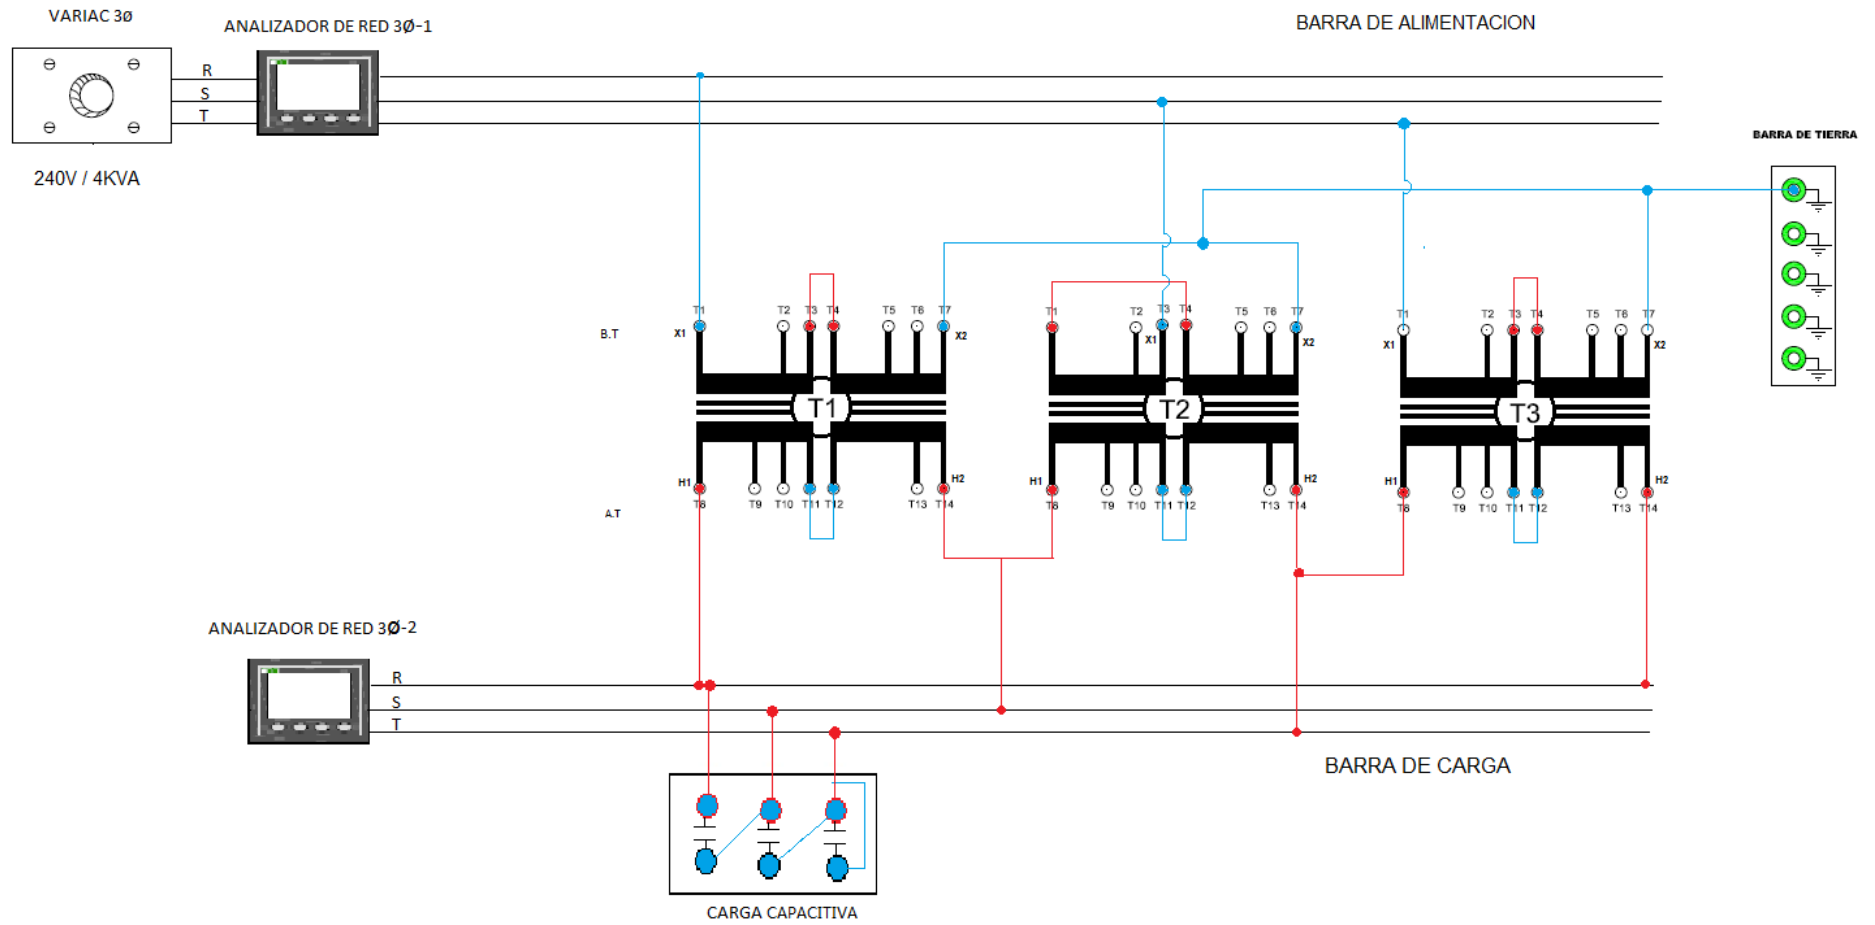 VARIAC 3ø
ANALIZADOR DE RED 3Ø-1
BARRA DE ALIMENTACION
R
S
T
240V / 4KVA
BARRA DE TIERRA
B.T
T1
T2
T3
T4
T5
T6
T7
X1
X2
T1
T2
T3
T4
T5
T6
T7
X1
X2
T1
T2
T3
T4
T5
T6
T7
X1
X2
T1
T2
T3
A.T
H1
H2
T8
T9
T10
T11
T12
T13
T14
H1
H2
T8
T9
T10
T11
T12
T13
T14
H1
H2
T8
T9
T10
T11
T12
T13
T14
ANALIZADOR DE RED 3Ø-2
R
S
T
BARRA DE CARGA
CARGA CAPACITIVA